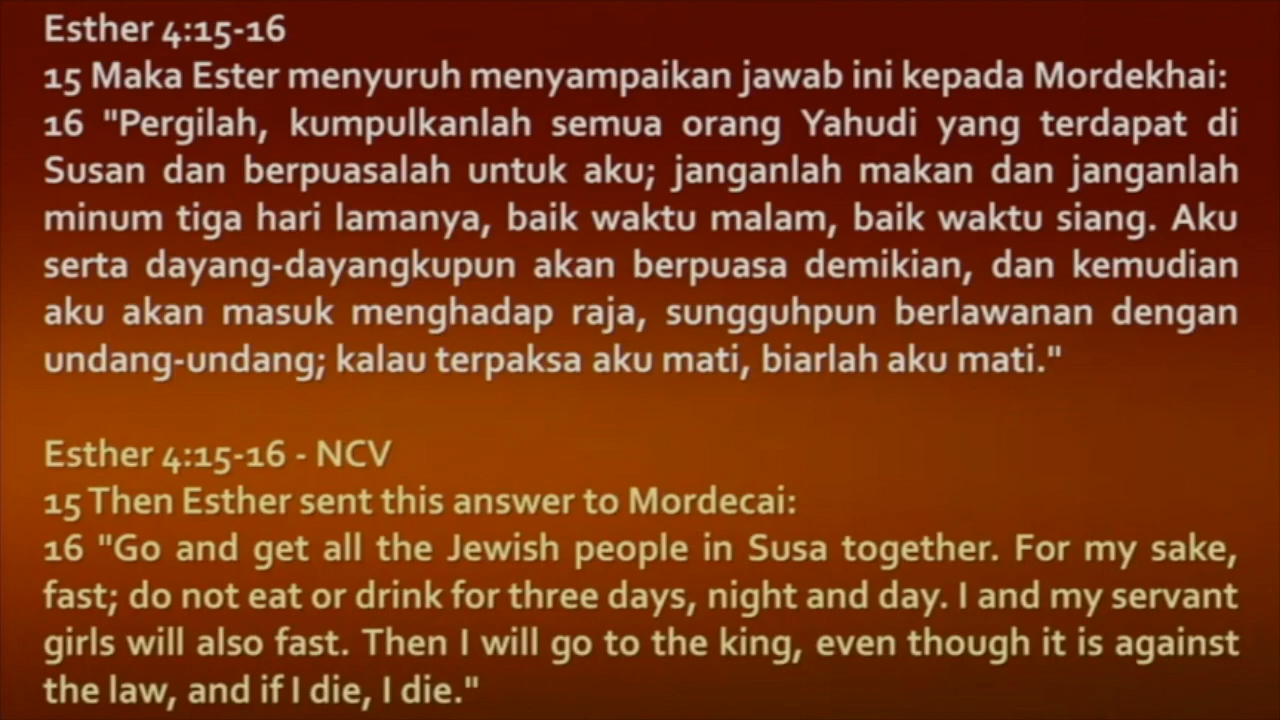 Esther 4:15-16
15 Maka Ester menyuruh menyampaikan jawab ini kepada Mordekhai:
16 "Pergilah, kumpulkanlah semua orang Yahudi yang terdapat di
Susan dan berpuasalah untuk aku; janganlah makan dan janganlah
minum tiga hari lamanya, baik waktu malam, baik waktu siang. Aku
serta dayang-dayangkupun akan berpuasa demikian, dan kemudian
aku akan masuk menghadap raja, sungguhpun berlawanan dengan
undang-undang; kalau terpaksa aku mati, biarlah aku mati."
Esther 4:15-16 - NCV
15 Then Esther sent this answer to Mordecai:
16 "Go and get all the Jewish people in Susa together. For my sake,
fast; do not eat or drink for three days, night and day. I and my servant
girls will also fast. Then I will go to the king, even though it is against
the law, and if I die, I die."